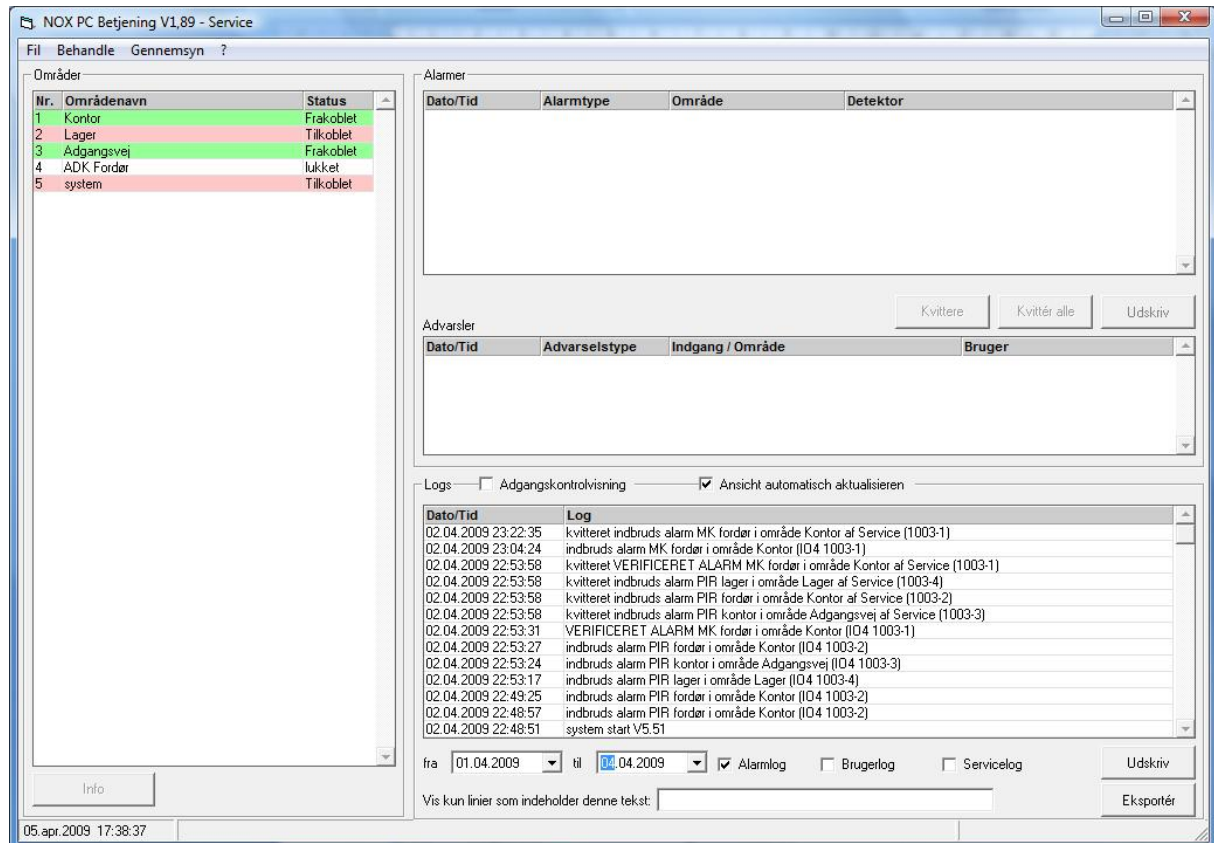 NOX PC Betjening V1,89 - Service
Fil Behandle Gennemsyn ?
Områder
Nr. Områdenavn Status
1 Kontor Frakoblet
2 Lager Tilkoblet
3 Adgangsvej Frakoblet
4 ADK Fordør lukket
5 system Tilkoblet
Info
Alarmer
Dato/Tid Alarmtype Område Detektor
Kvittere Kvittér alle Udskriv
Advarsler
Dato/Tid Advarselstype Indgang / Område Bruger
Logs Adgangskontrolvisning Ansicht automatisch aktualisieren
Dato/Tid Log
02.04.2009 23:22:35 kvitteret indbruds alarm MK fordør i område Kontor af Service (1003-1)
02.04.2009 23:04:24 indbruds alarm MK fordør i område Kontor (IO4 1003-1)
02.04.2009 22:53:58 kvitteret VERIFICERET ALARM MK fordør i område Kontor af Service (1003-1)
02.04.2009 22:53:58 kvitteret indbruds alarm PIR lager i område Lager af Service (1003-4)
02.04.2009 22:53:58 kvitteret indbruds alarm PIR fordør i område Kontor af Service (1003-2)
02.04.2009 22:53:58 kvitteret indbruds alarm PIR kontor i område Adgangsvej af Service (1003-3)
02.04.2009 22:53:31 VERIFICERET ALARM MK fordør i område Kontor (IO4 1003-1)
02.04.2009 22:53:27 indbruds alarm PIR fordør i område Kontor (IO4 1003-2)
02.04.2009 22:53:24 indbruds alarm PIR kontor i område Adgangsvej (IO4 1003-3)
02.04.2009 22:53:17 indbruds alarm PIR lager i område Lager (IO4 1003-4)
02.04.2009 22:49:25 indbruds alarm PIR fordør i område Kontor (IO4 1003-2)
02.04.2009 22:48:57 indbruds alarm PIR fordør i område Kontor (IO4 1003-2)
02.04.2009 22:48:51 system start V5.51
fra 01.04.2009 til 04.04.2009 Alarmlog Brugerlog Servicelog Udskriv
Vis kun linier som indeholder denne tekst: Eksportér
05.apr.2009 17:38:37